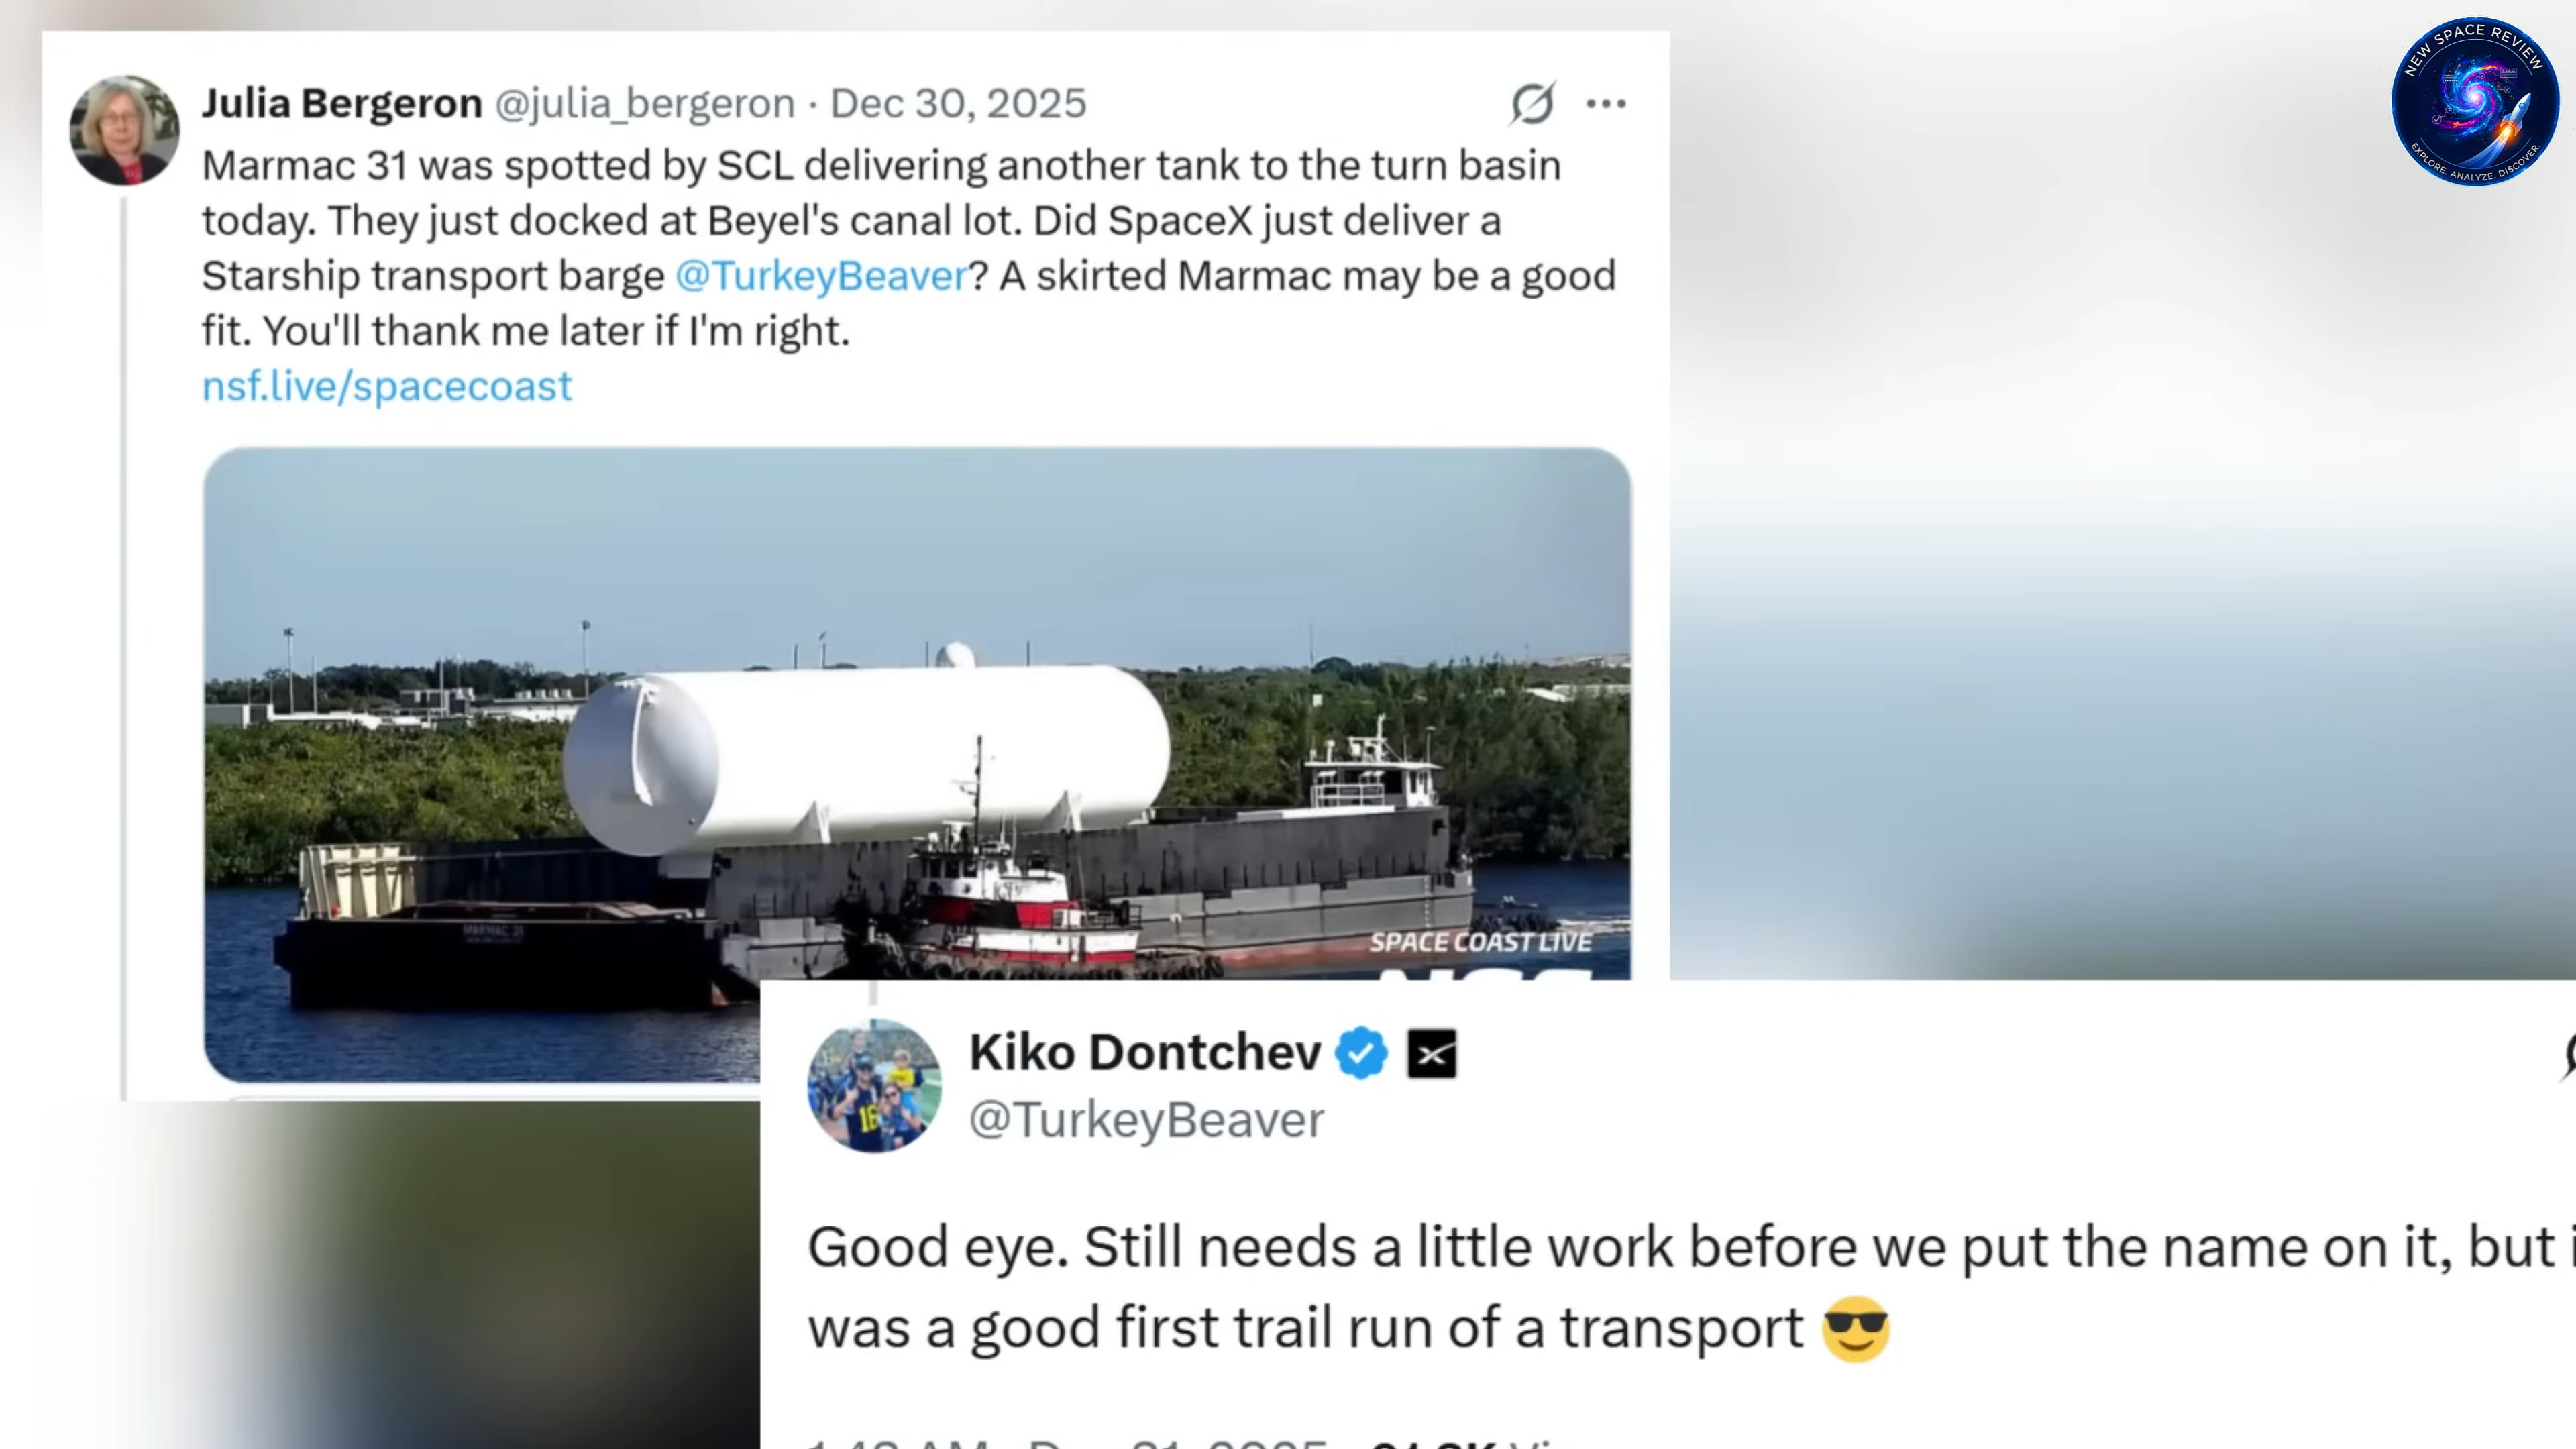 NEW SPACE REVIEW
EXPLORE. ANALYZE. DISCOVER.
Julia Bergeron @julia_bergeron · Dec 30, 2025
Marmac 31 was spotted by SCL delivering another tank to the turn basin
today. They just docked at Beyel's canal lot. Did SpaceX just deliver a
Starship transport barge @TurkeyBeaver? A skirted Marmac may be a good
fit. You'll thank me later if I'm right.
nsf.live/spacecoast
MARMAC 31
SPACE COAST LIVE
Kiko Dontchev
@TurkeyBeaver
Good eye. Still needs a little work before we put the name on it, but
was a good first trail run of a transport 😎